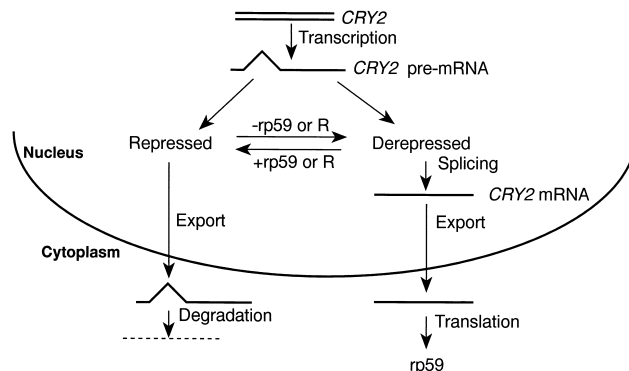 CRY2
Transcription
CRY2 pre-mRNA
-rp59 or R
Repressed
Derepressed
+rp59 or R
Nucleus
Splicing
CRY2 mRNA
Export
Export
Cytoplasm
Degradation
Translation
rp59